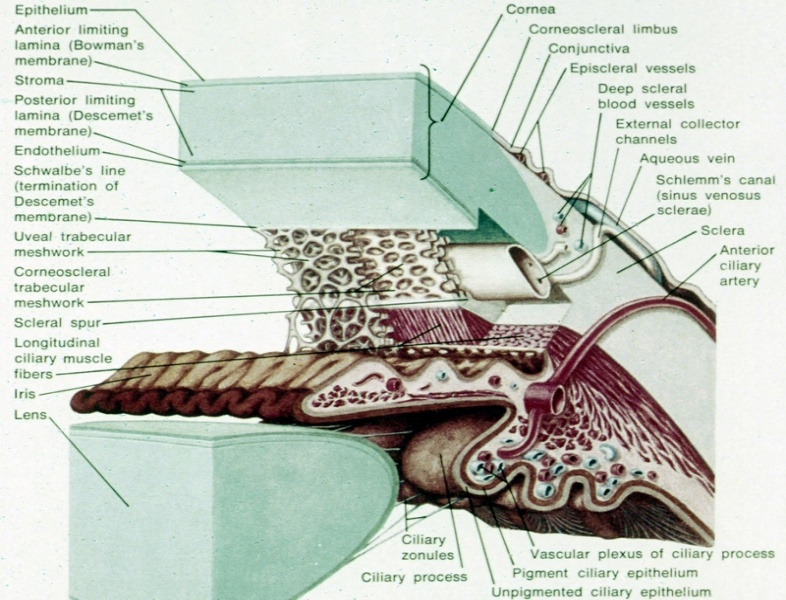 Epithelium
Anterior limiting
lamina (Bowman's
membrane)
Stroma
Posterior limiting
lamina (Descemet's
membrane)
Endothelium
Schwalbe's line
(termination of
Descemet's
membrane)
Uveal trabecular
meshwork
Corneoscleral
trabecular
meshwork
Scleral spur
Longitudinal
ciliary muscle
fibers
Iris
Lens
Cornea
Corneoscleral limbus
Conjunctiva
Episcleral vessels
Deep scleral
blood vessels
External collector
channels
Aqueous vein
Schlemm's canal
(sinus venosus
sclerae)
Sclera
Anterior
ciliary
artery
Ciliary
zonules
Ciliary process
Vascular plexus of ciliary process
Pigment ciliary epithelium
Unpigmented ciliary epithelium